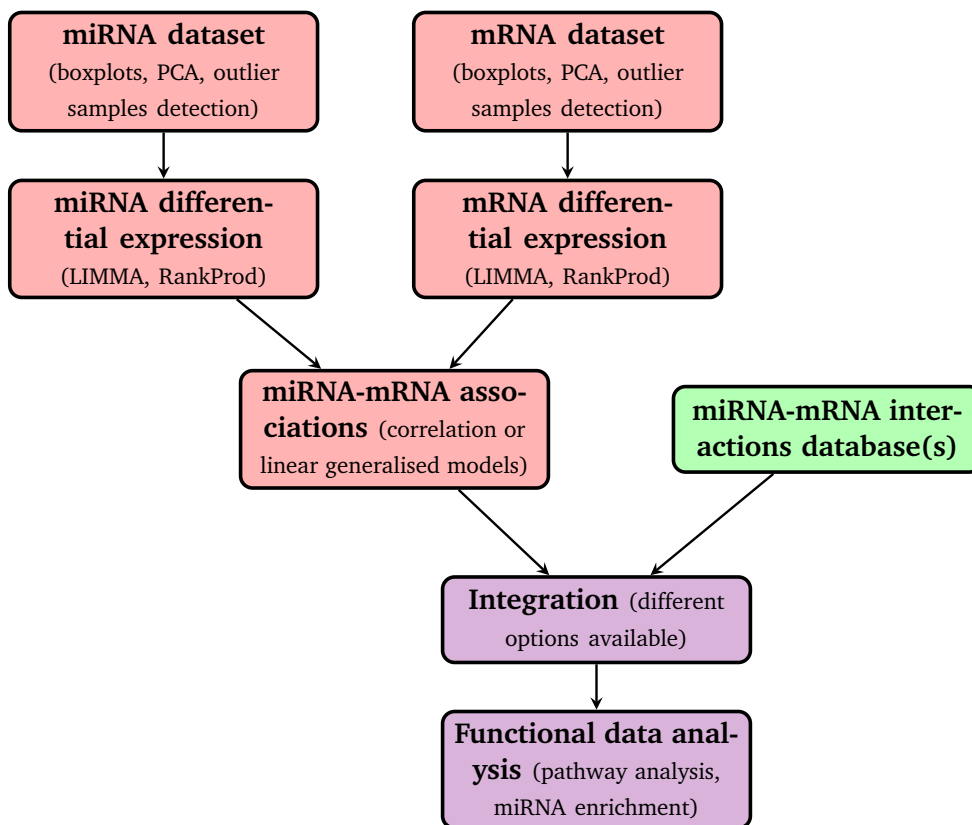 miRNA dataset
(boxplots, PCA, outlier
samples detection)
mRNA dataset
(boxplots, PCA, outlier
samples detection)
miRNA differen-
tial expression
(LIMMA, RankProd)
mRNA differen-
tial expression
(LIMMA, RankProd)
miRNA-mRNA asso-
ciations (correlation or
linear generalised models)
miRNA-mRNA inter-
actions database(s)
Integration (different
options available)
Functional data anal-
ysis (pathway analysis,
miRNA enrichment)